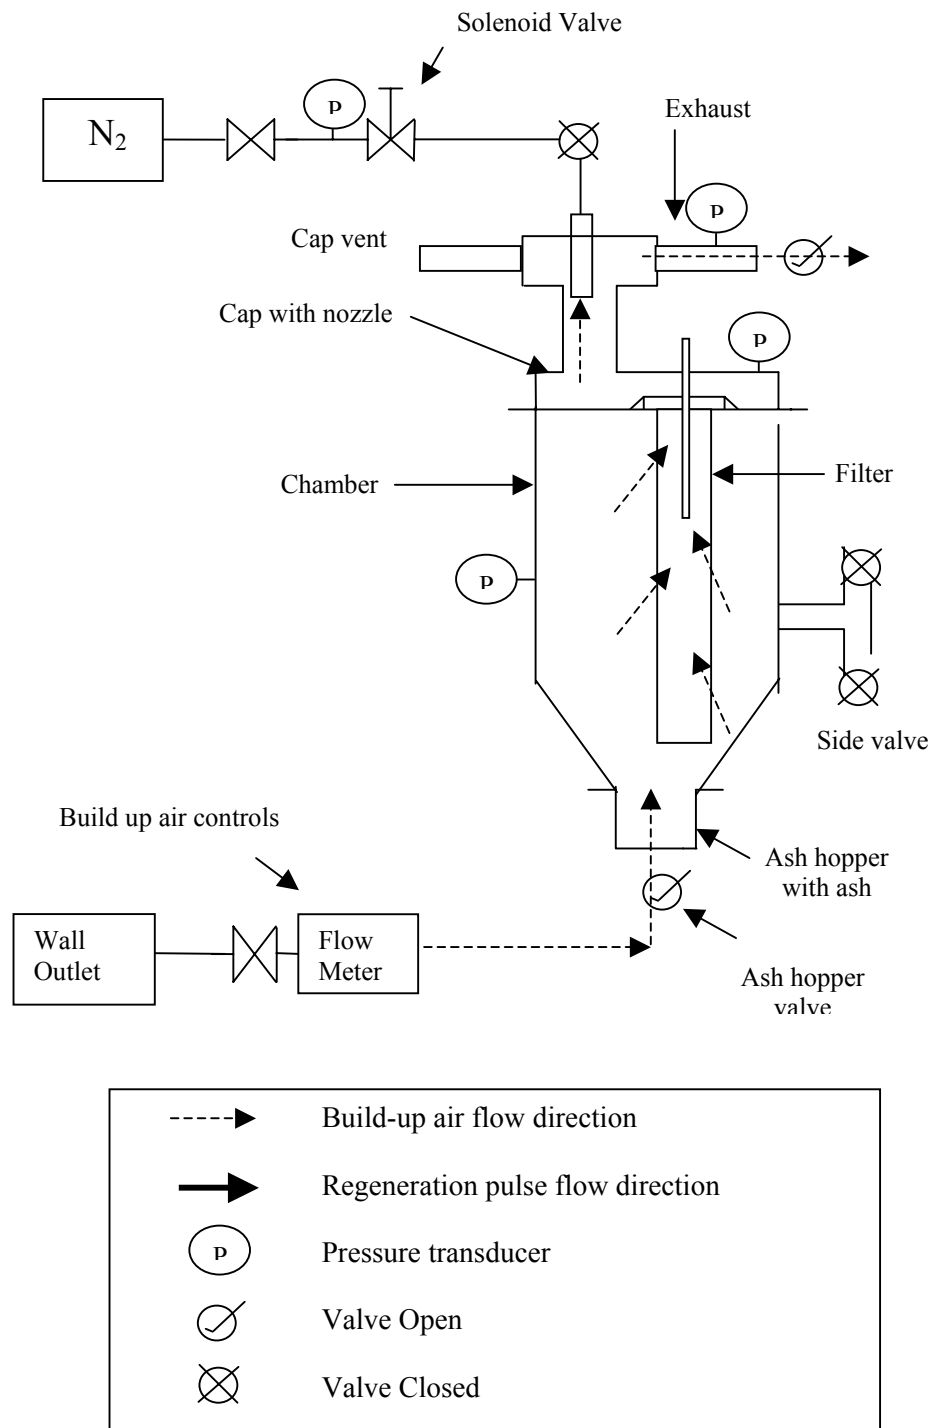 Solenoid Valve
N2
P
Exhaust
P
Cap vent
Cap with nozzle
P
Chamber
Filter
P
Side valve
Build up air controls
Ash hopper
with ash
Wall
Outlet
Flow
Meter
Ash hopper
valve
Build-up air flow direction
Regeneration pulse flow direction
P
Pressure transducer
Valve Open
Valve Closed